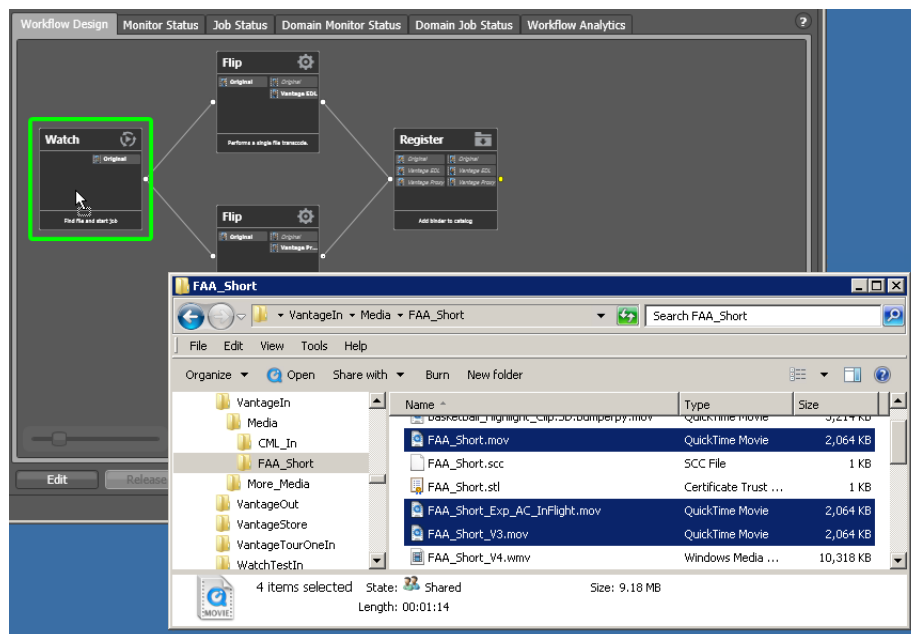 Workflow Design Monitor Status Job Status Domain Monitor Status Domain Job Status Workflow Analytics ?
Flip
Original Original
Vantage EDL
Performs a single file transcode.
Watch
Original
Find file and start job
Register
Original Original
Vantage EDL Vantage EDL
Vantage Proxy Vantage Proxy
Add binder to catalog
Flip
Original Original
Vantage Pr...
Edit Release
FAA_Short
VantageIn Media FAA_Short Search FAA_Short
File Edit View Tools Help
Organize Open Share with Burn New folder ?
VantageIn
Media
CML_In
FAA_Short
More_Media
VantageOut
VantageStore
VantageTourOneIn
WatchTestIn
Name Type Size
QuickTime Movie 3,214 KB
FAA_Short.mov QuickTime Movie 2,064 KB
FAA_Short.scc SCC File 1 KB
FAA_Short.stl Certificate Trust ... 1 KB
FAA_Short_Exp_AC_InFlight.mov QuickTime Movie 2,064 KB
FAA_Short_V3.mov QuickTime Movie 2,064 KB
FAA_Short_V4.wmv Windows Media ... 10,318 KB
MOVIE
4 items selected State: Shared Size: 9.18 MB
Length: 00:01:14